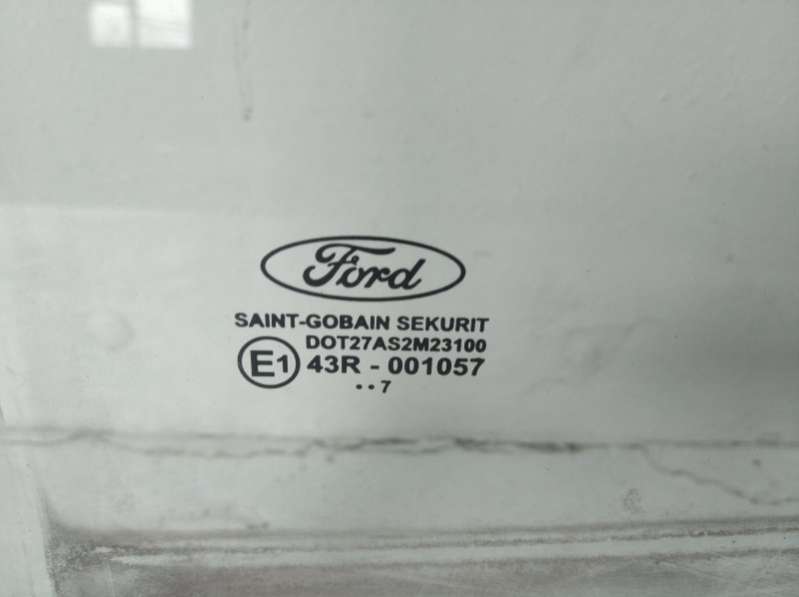 Ford
SAINT-GOBAIN SEKURIT
DOT27AS2M23100
E1 43R - 001057
··7